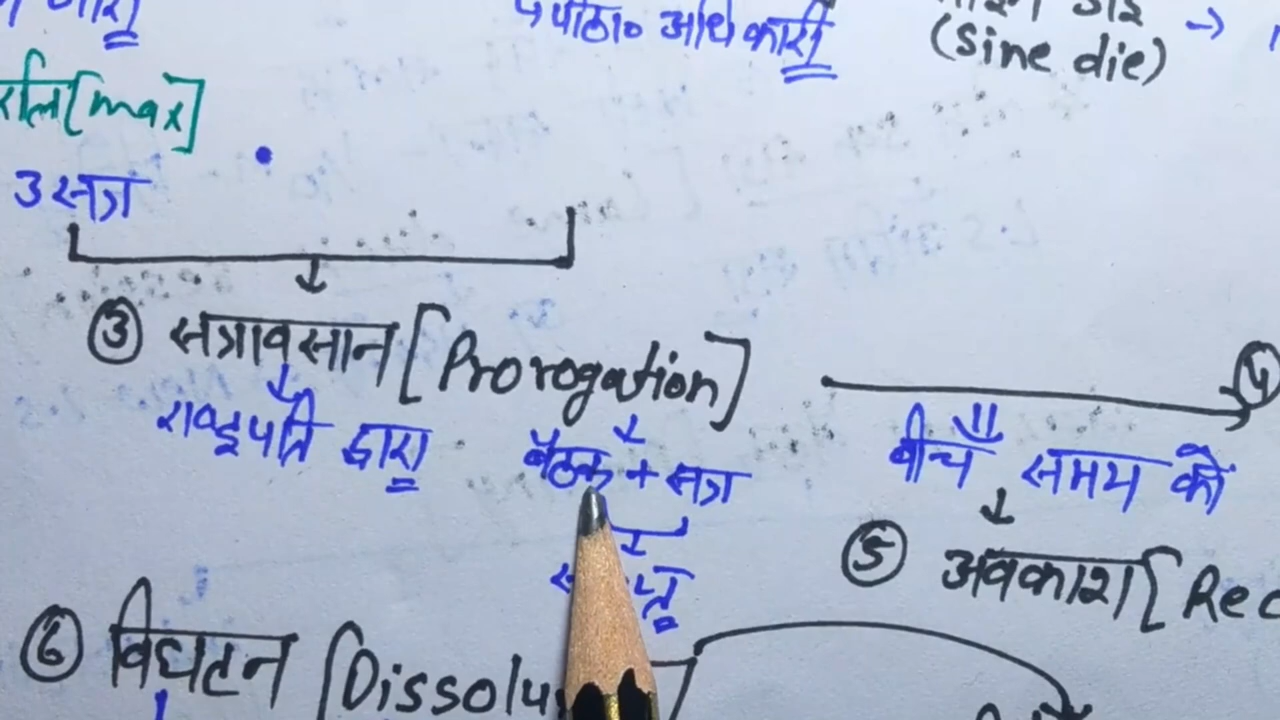 पीठा० अधिकारी
(Sine die) →
[max]
3 सत्र
③ सत्रावसान [Prorogation]
राष्ट्रपति द्वारा
बैठक + सत्र
बीच समय को
⑤ अवकाश [Rec
⑥ विघटन [Dissolu